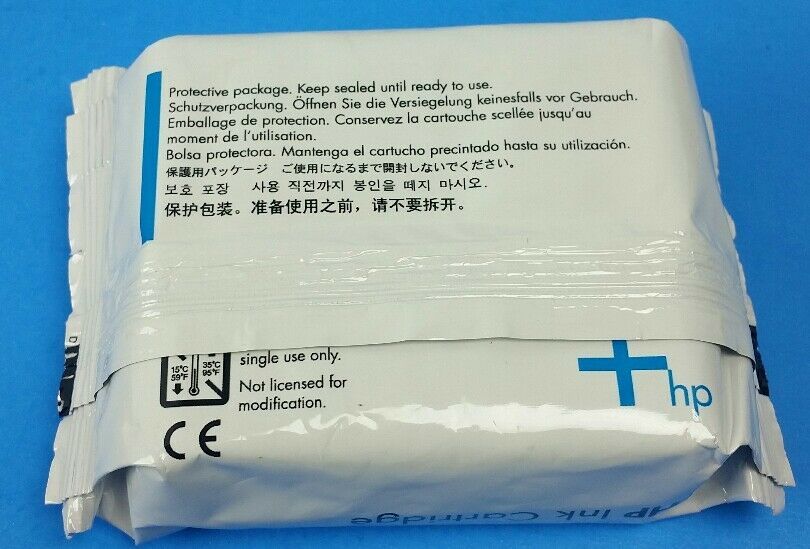 Protective package. Keep sealed until ready to use.
Schutzverpackung. Öffnen Sie die Versiegelung keinesfalls vor Gebrauch.
Emballage de protection. Conservez la cartouche scellée jusqu'au
moment de l'utilisation.
Bolsa protectora. Mantenga el cartucho precintado hasta su utilización.
保護用パッケージ ご使用になるまで開封しないでください。
보호 포장 사용 직전까지 봉인을 떼지 마시오.
保护包装。准备使用之前，请不要拆开。
single use only.
15°C 35°C
59°F 95°F
Not licensed for
modification.
+hp
CE
HP Ink Cartridge